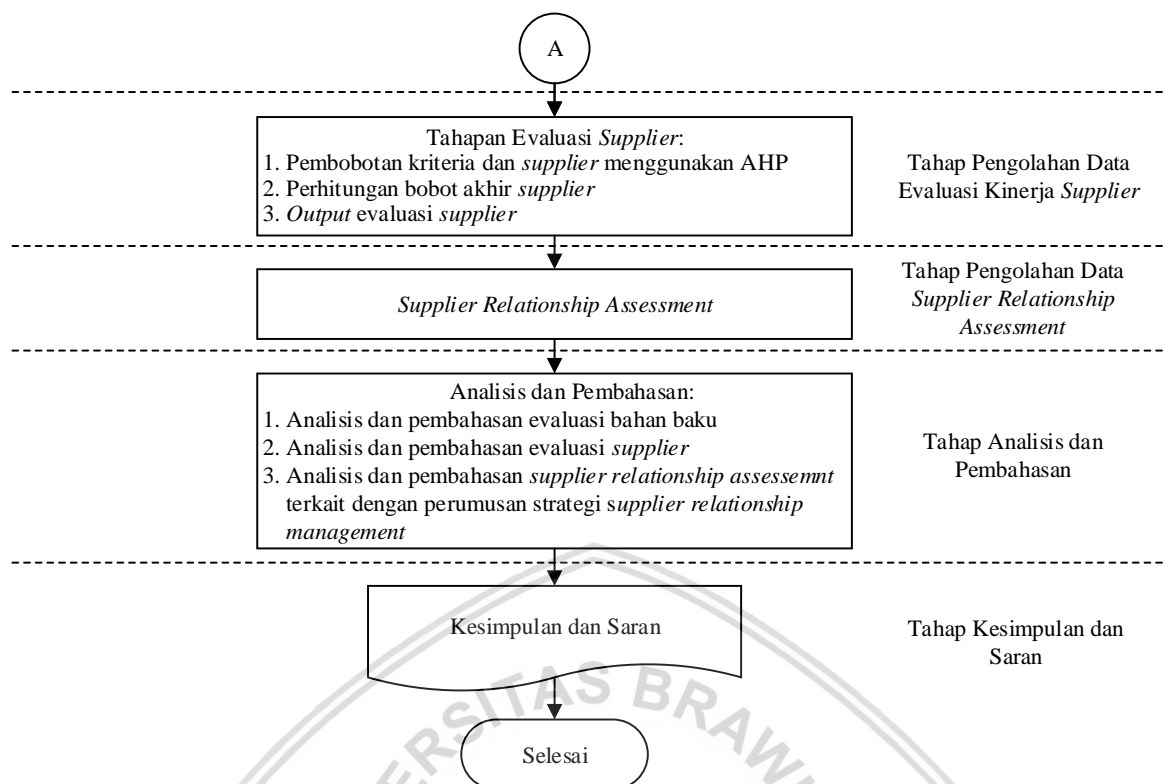 A
Tahapan Evaluasi Supplier:
1. Pembobotan kriteria dan supplier menggunakan AHP
2. Perhitungan bobot akhir supplier
3. Output evaluasi supplier
Tahap Pengolahan Data
Evaluasi Kinerja Supplier
Supplier Relationship Assessment
Tahap Pengolahan Data
Supplier Relationship
Assessment
Analisis dan Pembahasan:
1. Analisis dan pembahasan evaluasi bahan baku
2. Analisis dan pembahasan evaluasi supplier
3. Analisis dan pembahasan supplier relationship assessemnt
terkait dengan perumusan strategi supplier relationship
management
Tahap Analisis dan
Pembahasan
Kesimpulan dan Saran
Tahap Kesimpulan dan
Saran
Selesai
ERSITAS BRAW